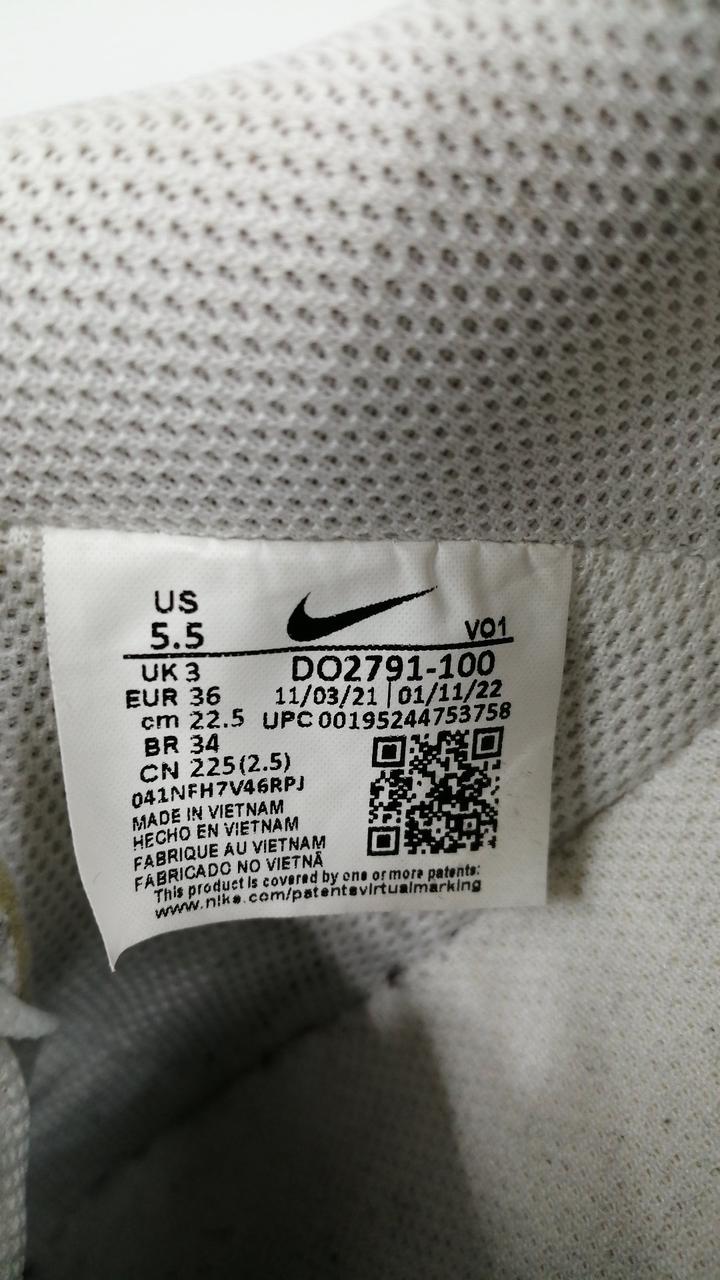 US
5.5
VO1
UK 3
DO2791-100
EUR 36
11/03/21 | 01/11/22
cm 22.5
UPC 00195244753758
BR 34
CN 225(2.5)
041NFH7V46RPJ
MADE IN VIETNAM
HECHO EN VIETNAM
FABRIQUE AU VIETNAM
FABRICADO NO VIETNÃ
This product is covered by one or more patents:
www.nike.com/patentsvirtualmarking